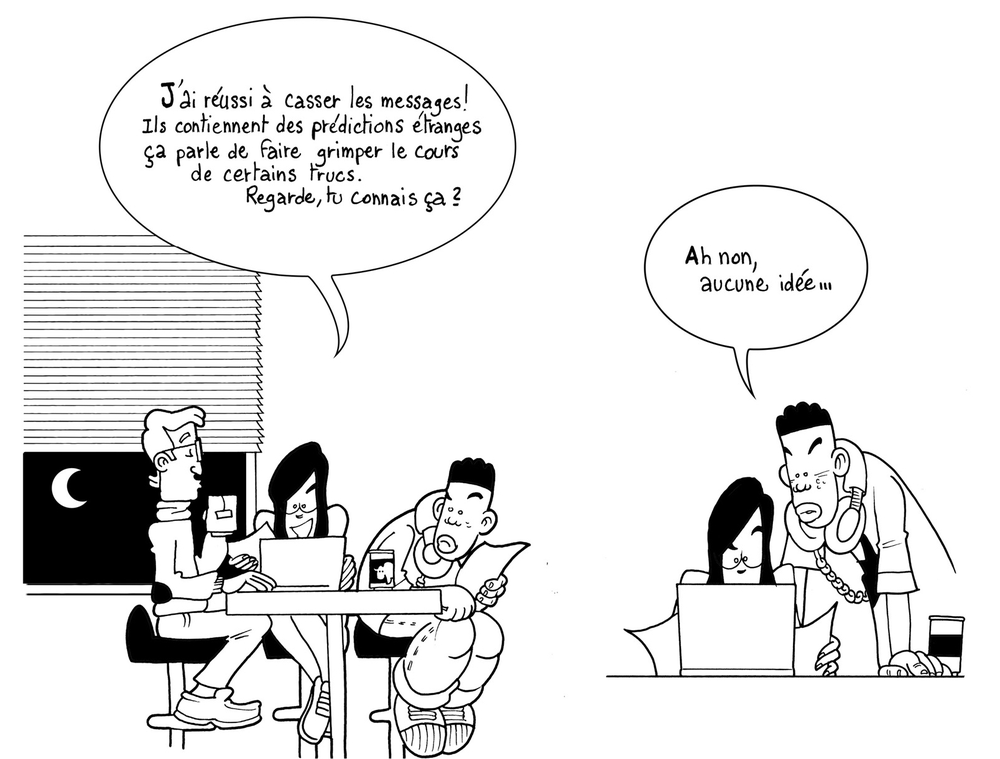 J'ai réussi à casser les messages!
Ils contiennent des prédictions étranges
ça parle de faire grimper le cours
de certains trucs.
Regarde, tu connais ça?
Ah non,
aucune idée...